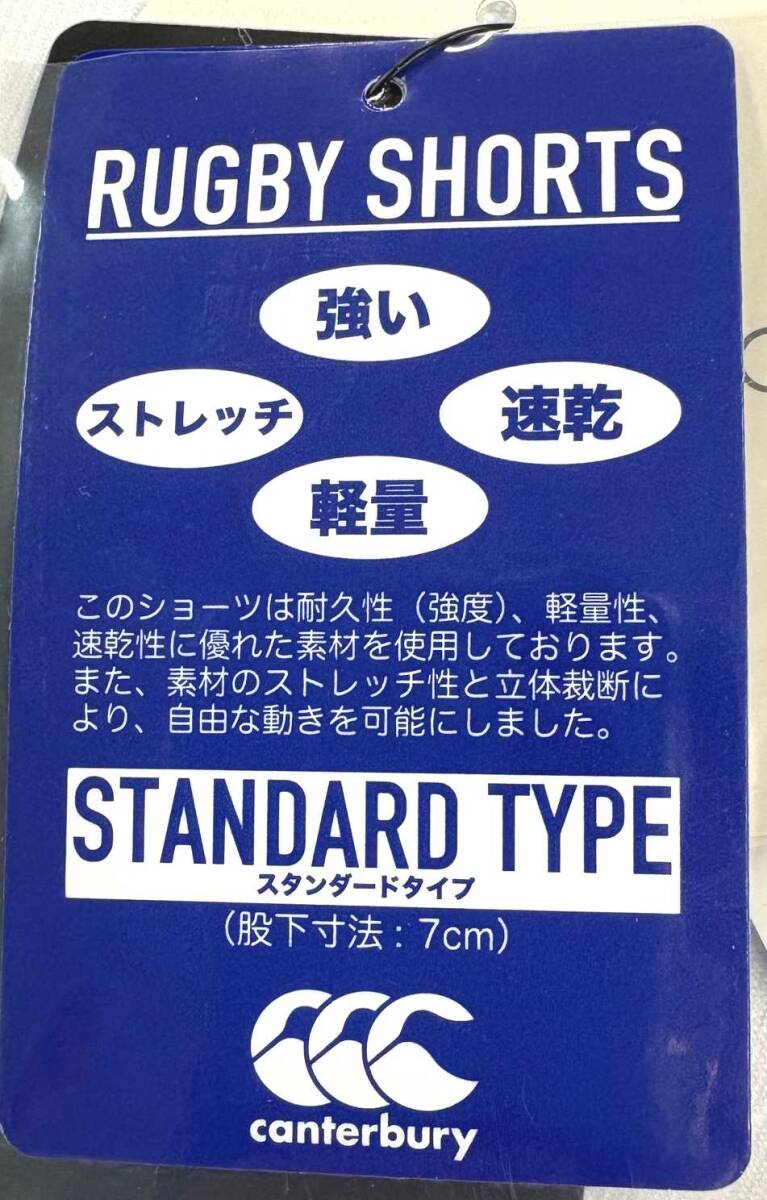 RUGBY SHORTS
強い
ストレッチ
速乾
軽量
このショーツは耐久性（強度）、軽量性、
速乾性に優れた素材を使用しております。
また、素材のストレッチ性と立体裁断に
より、自由な動きを可能にしました。
STANDARD TYPE
スタンダードタイプ
（股下寸法：7cm）
canterbury